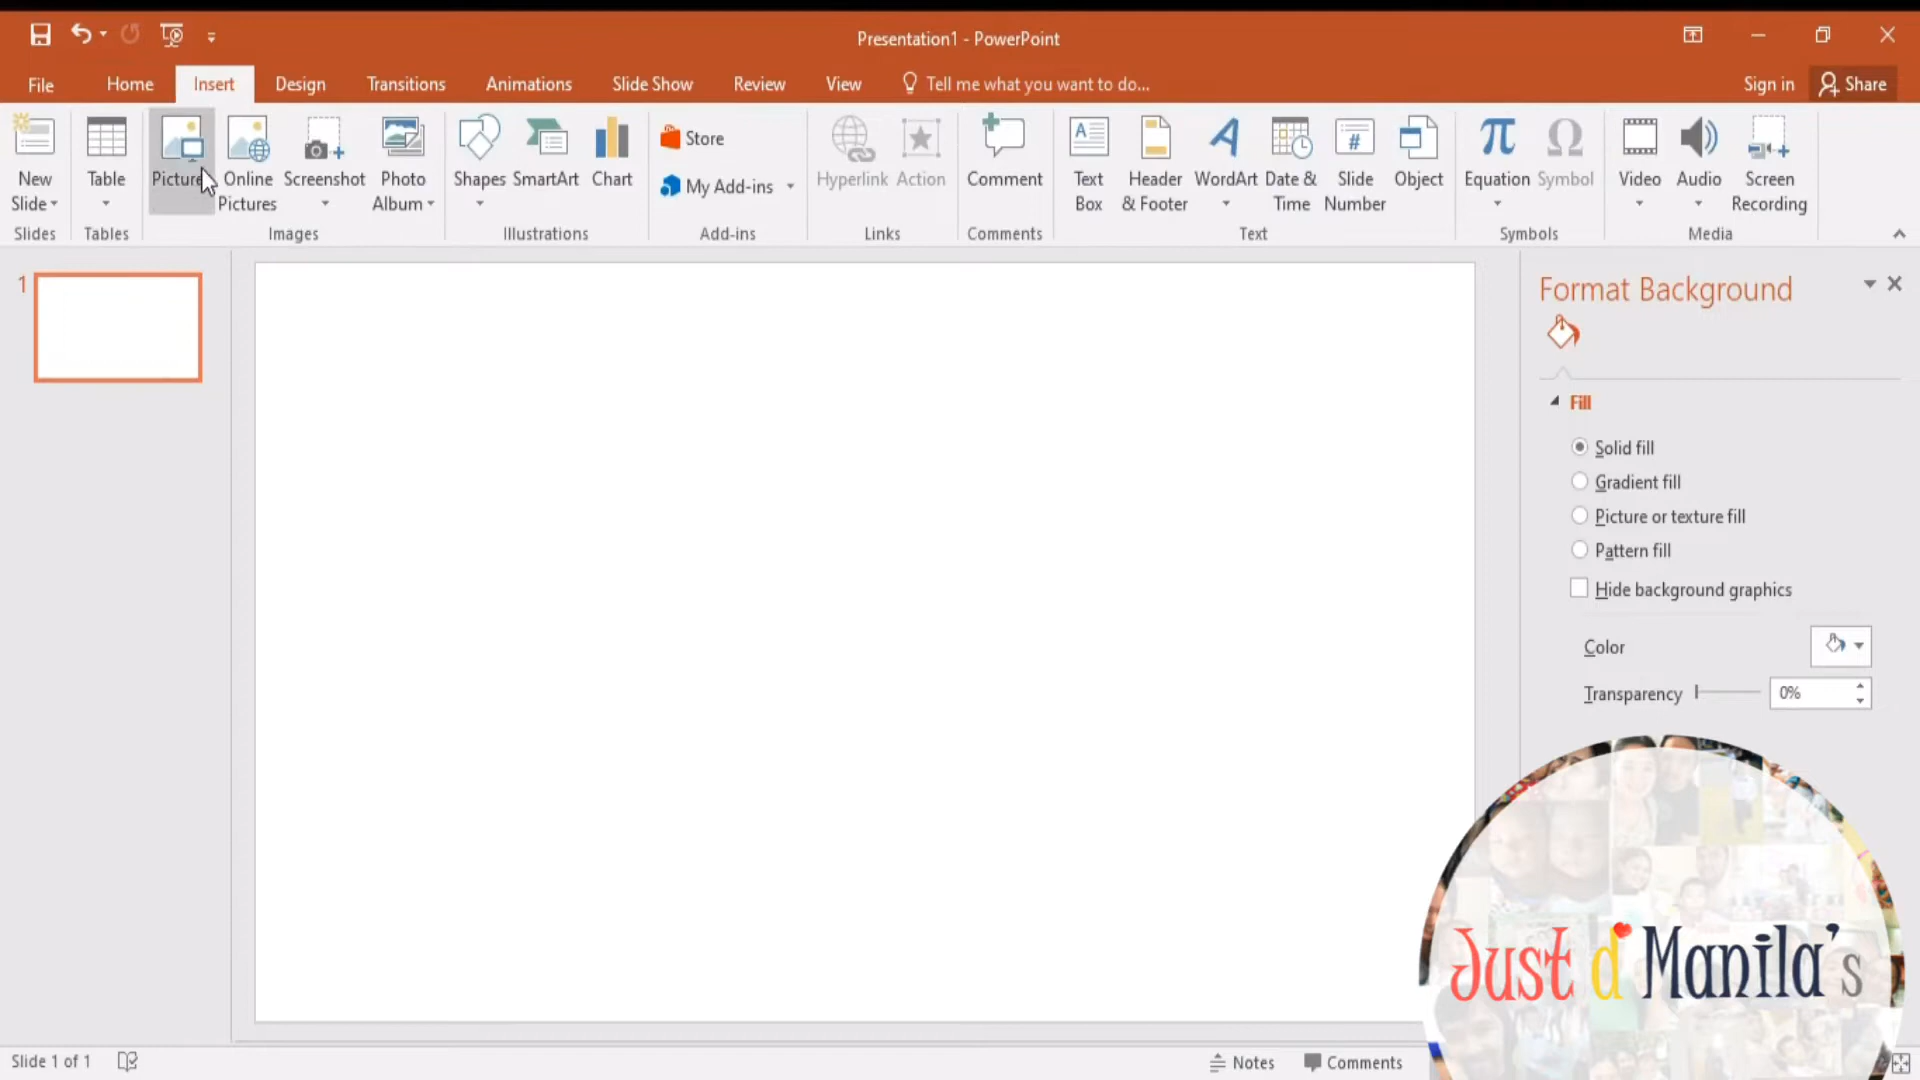 Presentation1 - PowerPoint
File Home Insert Design Transitions Animations Slide Show Review View Tell me what you want to do... Sign in Share
New Slide
Table
Pictures
Online Pictures
Screenshot
Photo Album
Shapes
SmartArt
Chart
Store
My Add-ins
Hyperlink
Action
Comment
Text Box
Header & Footer
WordArt
Date & Time
Slide Number
Object
Equation
Symbol
Video
Audio
Screen Recording
Slides Tables Images Illustrations Add-ins Links Comments Text Symbols Media
1
Format Background
Fill
Solid fill
Gradient fill
Picture or texture fill
Pattern fill
Hide background graphics
Color
Transparency 0%
Just d Manila's
Slide 1 of 1 Notes Comments